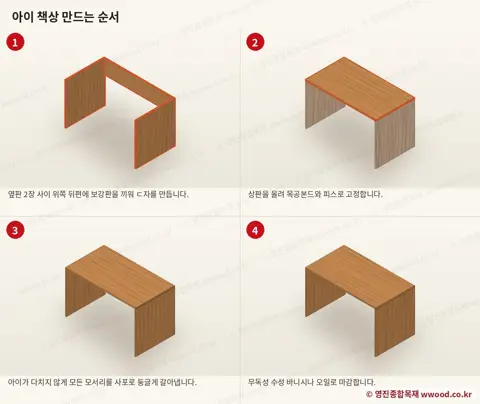 아이 책상 만드는 순서
1
2
옆판 2장 사이 위쪽 뒤편에 보강판을 끼워 ㄷ자를 만듭니다.
상판을 올려 목공본드와 피스로 고정합니다.
3
4
아이가 다치지 않게 모든 모서리를 사포로 둥글게 갈아냅니다.
무독성 수성 바니시나 오일로 마감합니다.
© 영진종합목재 wwood.co.kr